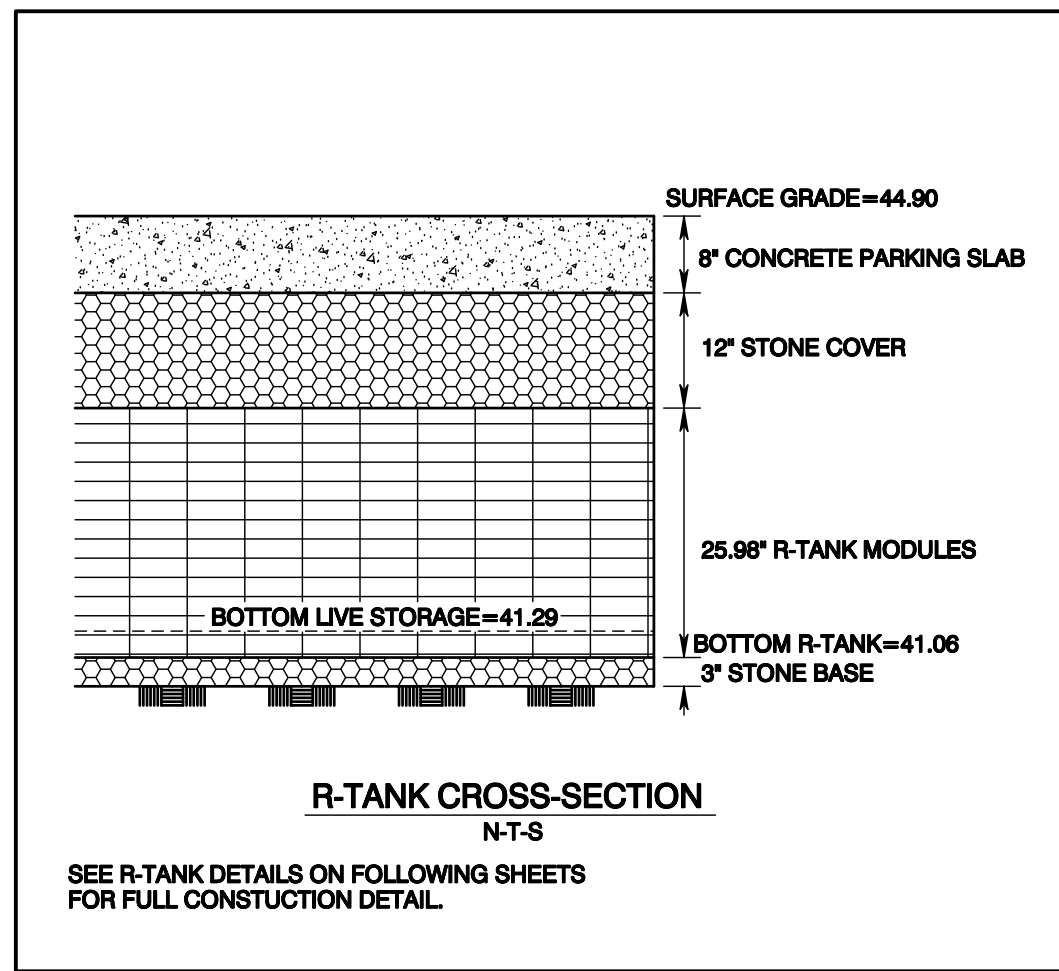 SURFACE GRADE=44.90
8" CONCRETE PARKING SLAB
12" STONE COVER
25.98" R-TANK MODULES
BOTTOM LIVE STORAGE=41.29
BOTTOM R-TANK=41.06
3" STONE BASE
R-TANK CROSS-SECTION
N-T-S
SEE R-TANK DETAILS ON FOLLOWING SHEETS
FOR FULL CONSTUCTION DETAIL.